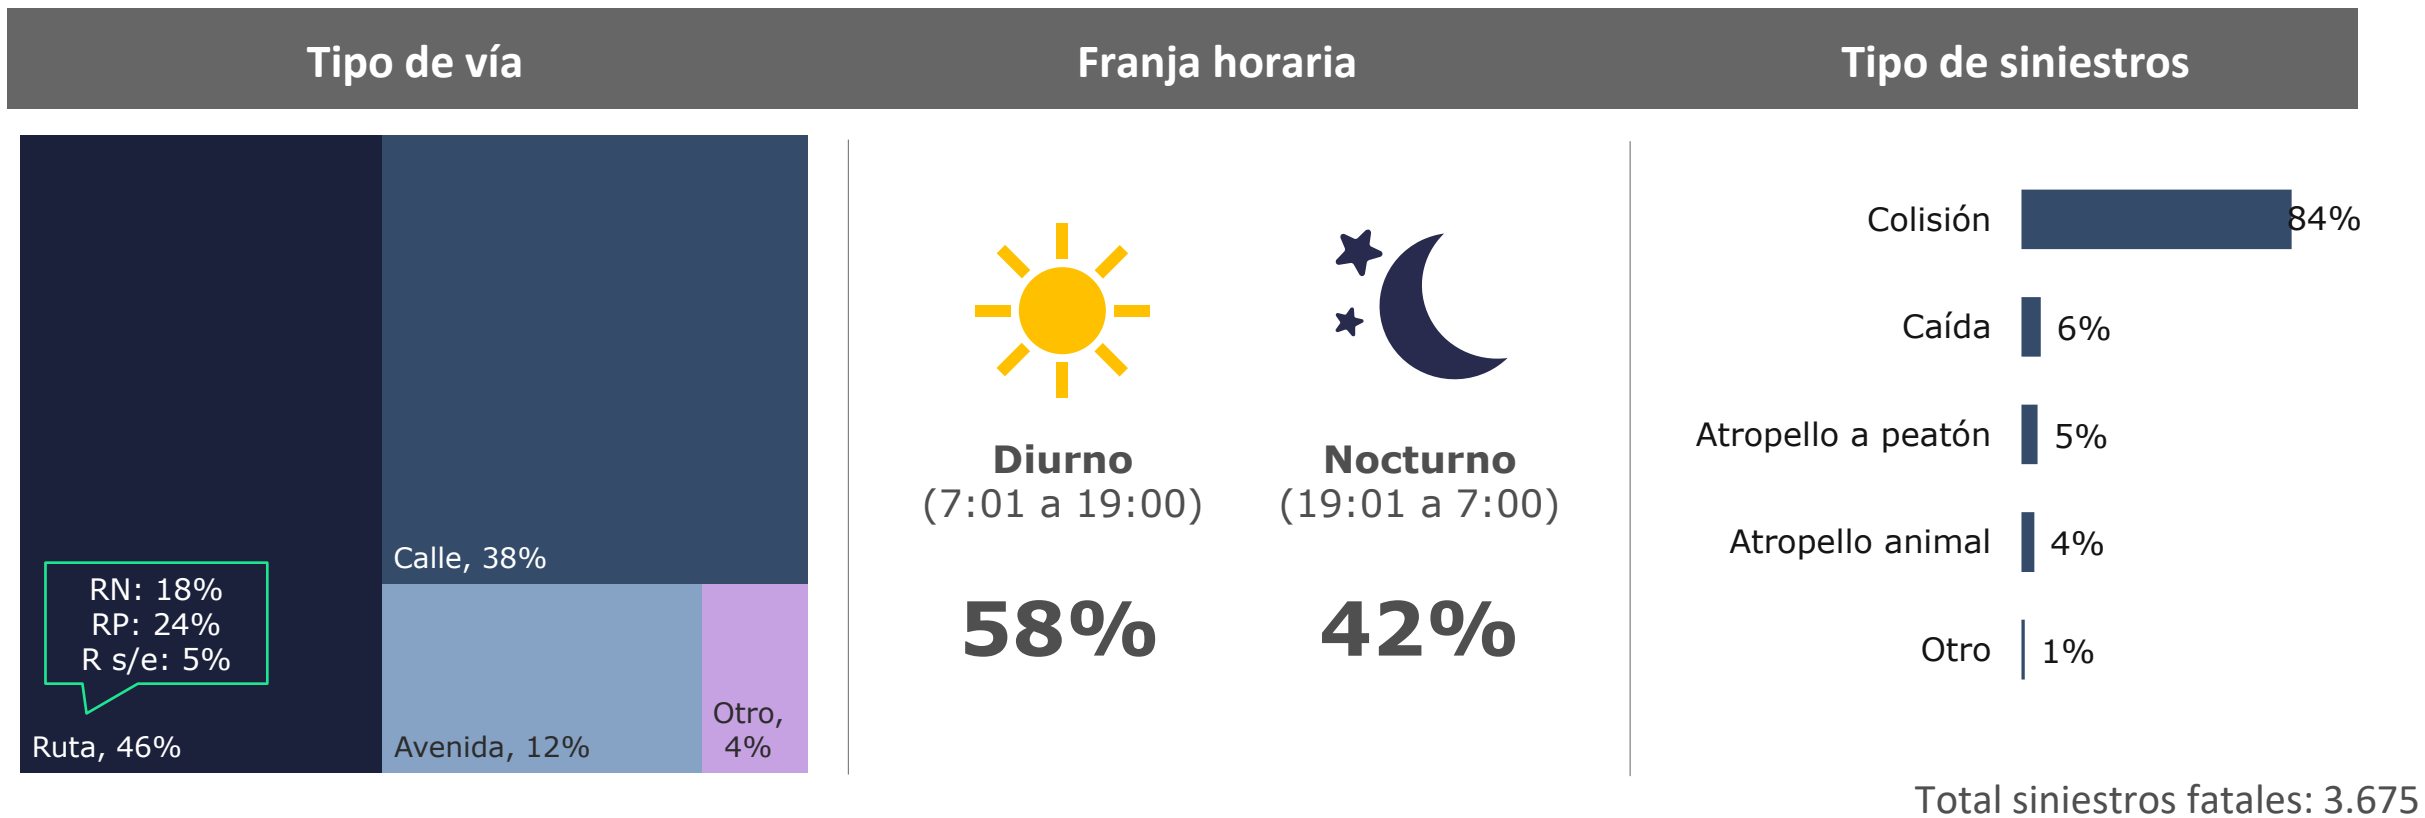 Tipo de vía
Franja horaria
Tipo de siniestros
RN: 18%
RP: 24%
R s/e: 5%
Ruta, 46%
Calle, 38%
Avenida, 12%
Otro,
4%
Diurno
(7:01 a 19:00)
58%
Nocturno
(19:01 a 7:00)
42%
Colisión 84%
Caída 6%
Atropello a peatón 5%
Atropello animal 4%
Otro 1%
Total siniestros fatales: 3.675